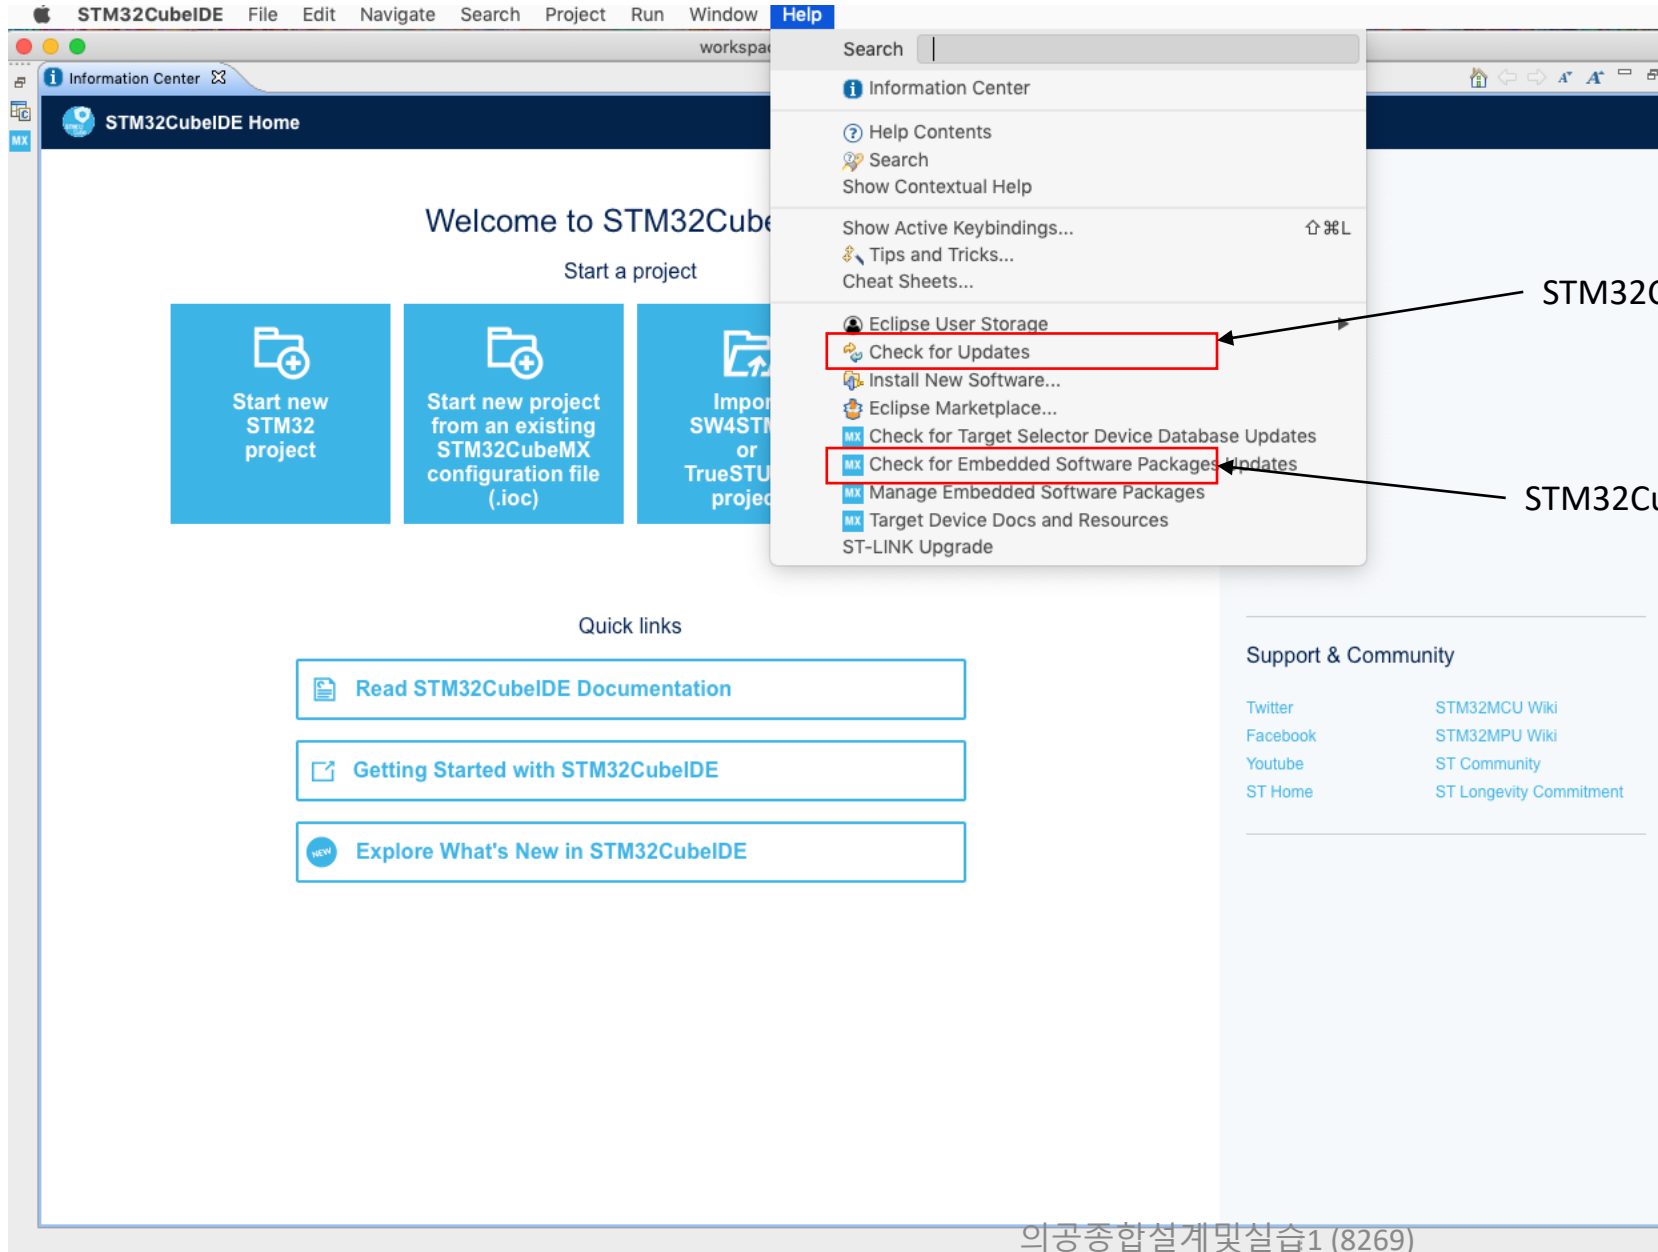 STM32CubeIDE File Edit Navigate Search Project Run Window Help
Information Center
STM32CubeIDE Home
MX
Welcome to STM32Cube
Start a project
Start new
STM32
project
Start new project
from an existing
STM32CubeMX
configuration file
(.ioc)
or
Search
Information Center
Help Contents
Search
Show Contextual Help
Show Active Keybindings... ⇧⌘L
Tips and Tricks...
Cheat Sheets...
Eclipse User Storage
Check for Updates
Install New Software...
Eclipse Marketplace...
MX Check for Target Selector Device Database Updates
MX Check for Embedded Software Packages Updates
MX Manage Embedded Software Packages
MX Target Device Docs and Resources
ST-LINK Upgrade
Quick links
Read STM32CubeIDE Documentation
Getting Started with STM32CubeIDE
NEW Explore What's New in STM32CubeIDE
Support & Community
Twitter STM32MCU Wiki
Facebook STM32MPU Wiki
Youtube ST Community
ST Home ST Longevity Commitment
의공종합설계및실습1 (8269)